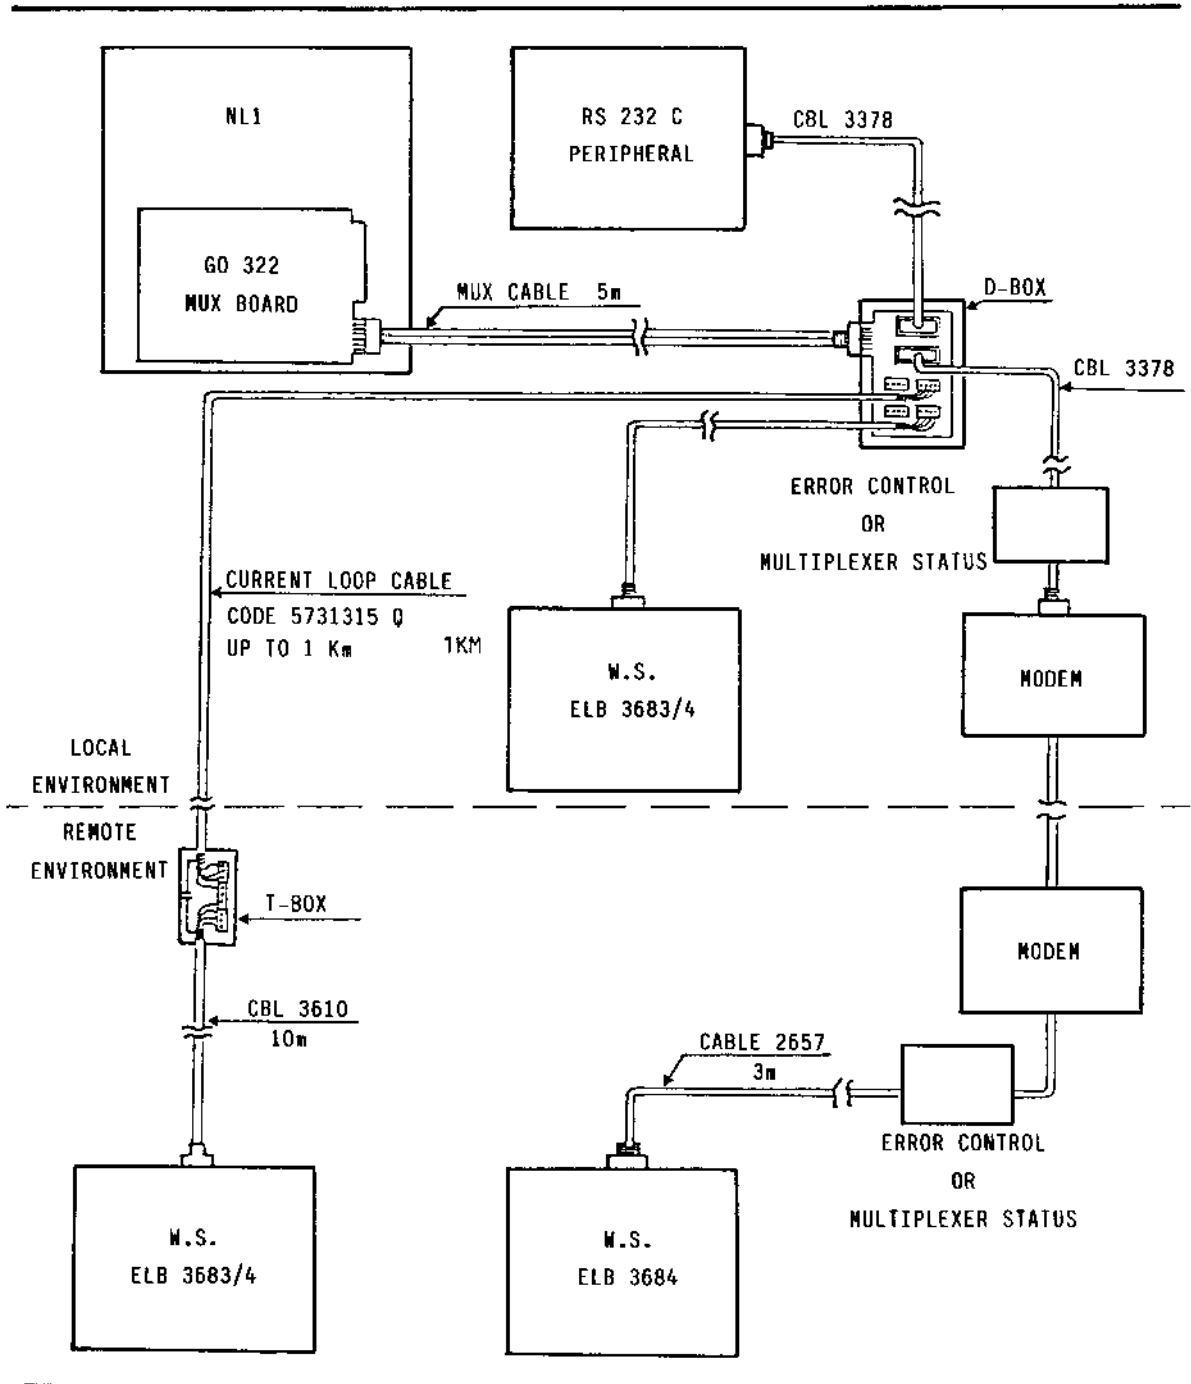 NL1
GO 322
MUX BOARD
RS 232 C
PERIPHERAL
CBL 3378
MUX CABLE 5m
D-BOX
CBL 3378
ERROR CONTROL
OR
MULTIPLEXER STATUS
CURRENT LOOP CABLE
CODE 5731315 Q
UP TO 1 Km 1KM
W.S.
ELB 3683/4
MODEM
LOCAL
ENVIRONMENT
REMOTE
ENVIRONMENT
T-BOX
MODEM
CBL 3610
10m
CABLE 2657
3m
ERROR CONTROL
OR
MULTIPLEXER STATUS
W.S.
ELB 3683/4
W.S.
ELB 3684